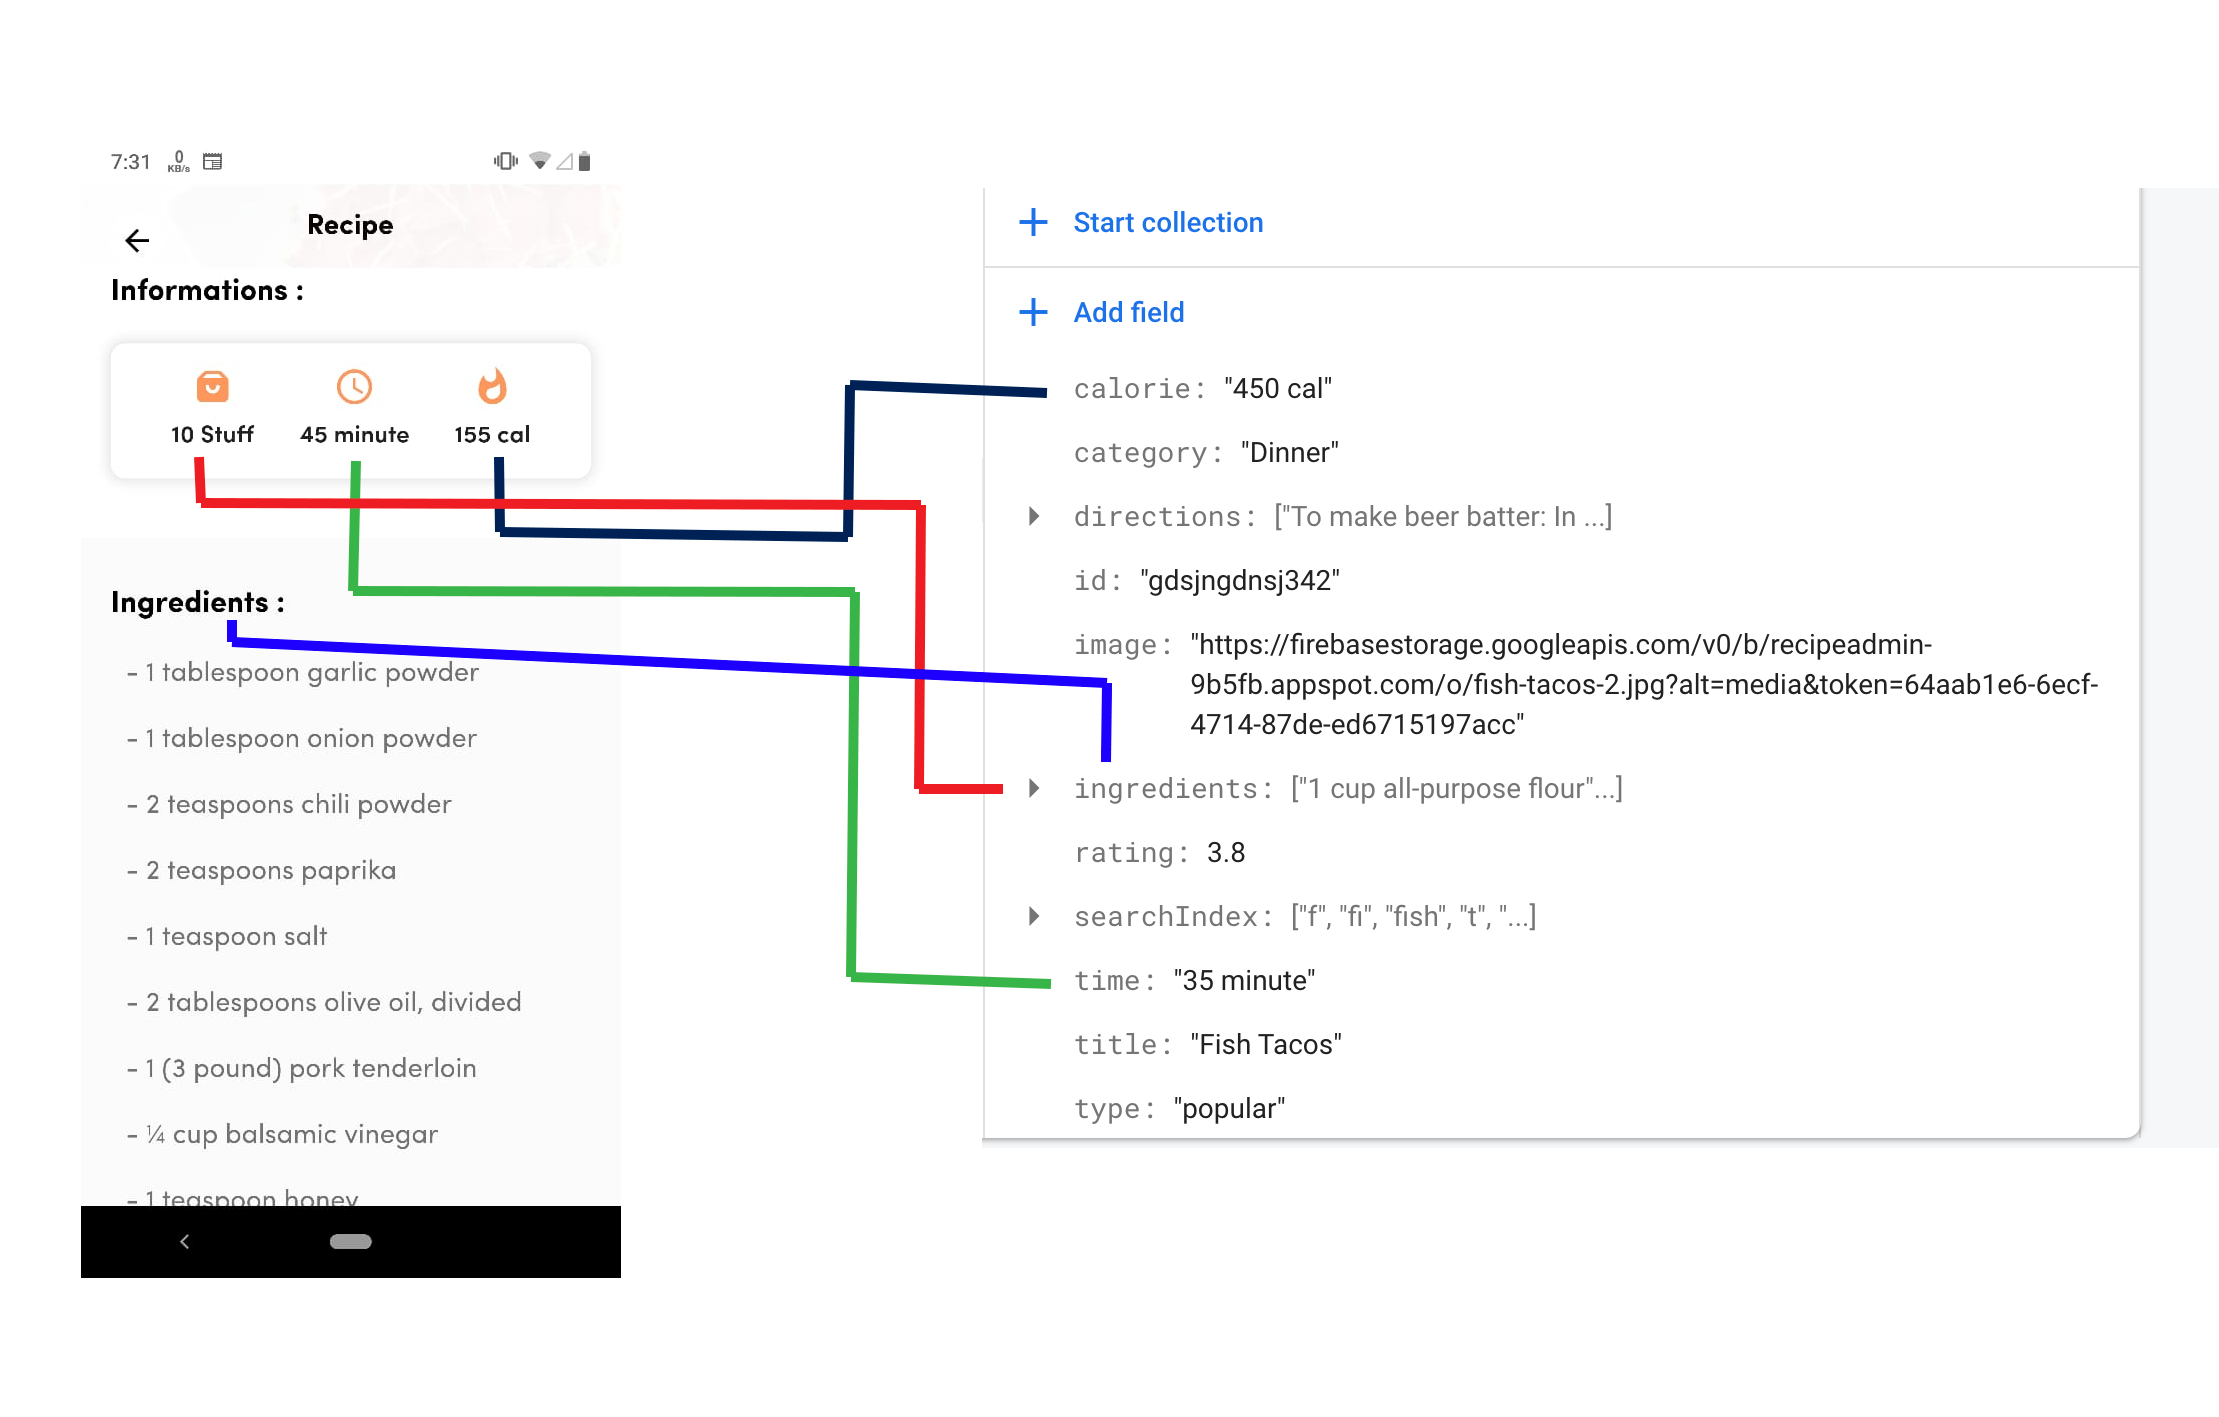 7:31 0 KB/s
Recipe
Informations :
10 Stuff 45 minute 155 cal
Ingredients :
- 1 tablespoon garlic powder
- 1 tablespoon onion powder
- 2 teaspoons chili powder
- 2 teaspoons paprika
- 1 teaspoon salt
- 2 tablespoons olive oil, divided
- 1 (3 pound) pork tenderloin
- ¼ cup balsamic vinegar
- 1 teaspoon honey
+ Start collection
+ Add field
calorie: "450 cal"
category: "Dinner"
directions: ["To make beer batter: In ...]
id: "gdsjngdnsj342"
image: "https://firebasestorage.googleapis.com/v0/b/recipeadmin-
9b5fb.appspot.com/o/fish-tacos-2.jpg?alt=media&token=64aab1e6-6ecf-
4714-87de-ed6715197acc"
ingredients: ["1 cup all-purpose flour"...]
rating: 3.8
searchIndex: ["f", "fi", "fish", "t", "...]
time: "35 minute"
title: "Fish Tacos"
type: "popular"